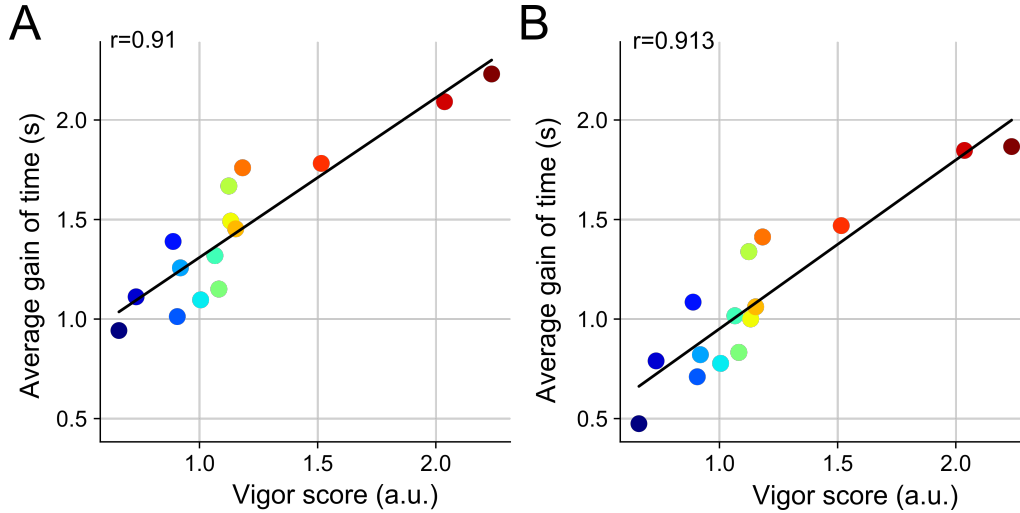 A
r=0.91
Average gain of time (s)
2.0
1.5
1.0
0.5
1.0 1.5 2.0
Vigor score (a.u.)
B
r=0.913
Average gain of time (s)
2.0
1.5
1.0
0.5
1.0 1.5 2.0
Vigor score (a.u.)